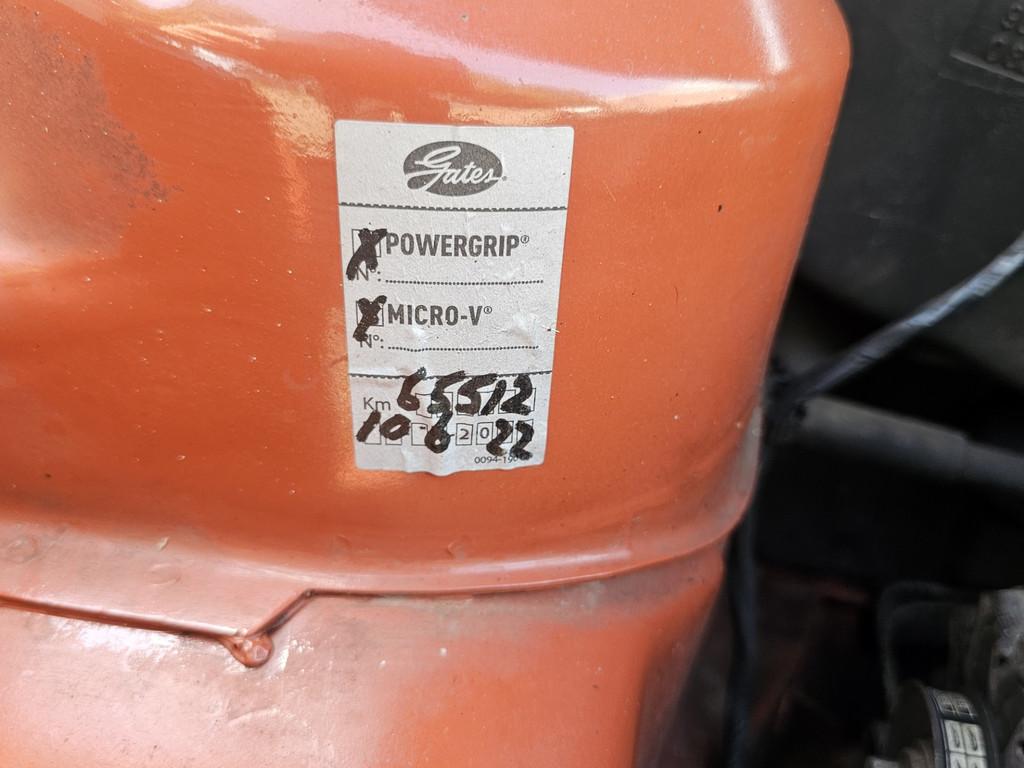 Gates®
X POWERGRIP®
N°:
X MICRO-V®
N°:
Km 65512
10-6-2022